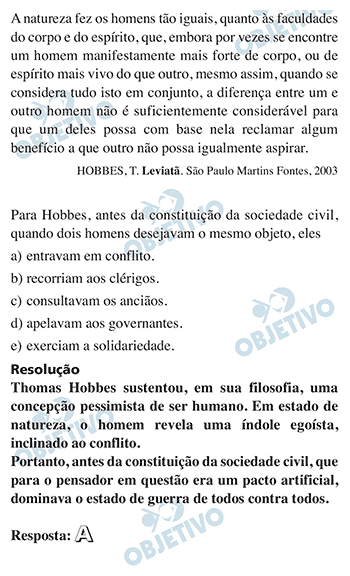 A natureza fez os homens tão iguais, quanto às faculdades
do corpo e do espírito, que, embora por vezes se encontre
um homem manifestamente mais forte de corpo, ou de
espírito mais vivo do que outro, mesmo assim, quando se
considera tudo isto em conjunto, a diferença entre um e
outro homem não é suficientemente considerável para
que um deles possa com base nela reclamar algum
benefício a que outro não possa igualmente aspirar.
HOBBES, T. Leviatã. São Paulo Martins Fontes, 2003
Para Hobbes, antes da constituição da sociedade civil,
quando dois homens desejavam o mesmo objeto, eles
a) entravam em conflito.
b) recorriam aos clérigos.
c) consultavam os anciãos.
d) apelavam aos governantes.
e) exerciam a solidariedade.
Resolução
Thomas Hobbes sustentou, em sua filosofia, uma
concepção pessimista de ser humano. Em estado de
natureza, o homem revela uma índole egoísta,
inclinado ao conflito.
Portanto, antes da constituição da sociedade civil, que
para o pensador em questão era um pacto artificial,
dominava o estado de guerra de todos contra todos.
Resposta: A
OBJETIVO
OBJETIVO
OBJETIVO
OBJETIVO
OBJETIVO
OBJETIVO